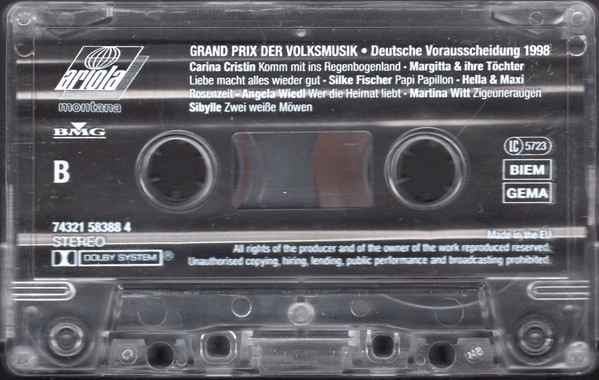 GRAND PRIX DER VOLKSMUSIK • Deutsche Vorausscheidung 1998
Carina Cristin Komm mit ins Regenbogenland - Margitta & ihre Töchter
Liebe macht alles wieder gut - Silke Fischer Papi Papillon - Hella & Maxi
Rosenzeit - Angela Wiedl Wer die Heimat liebt - Martina Witt Zigeuneraugen
Sibylle Zwei weiße Möwen
ariola
montana
BMG
B
LC 5723
BIEM
GEMA
74321 58388 4
STEREO
DOLBY SYSTEM ®
Made in the EU
All rights of the producer and of the owner of the work reproduced reserved.
Unauthorised copying, hiring, lending, public performance and broadcasting prohibited.